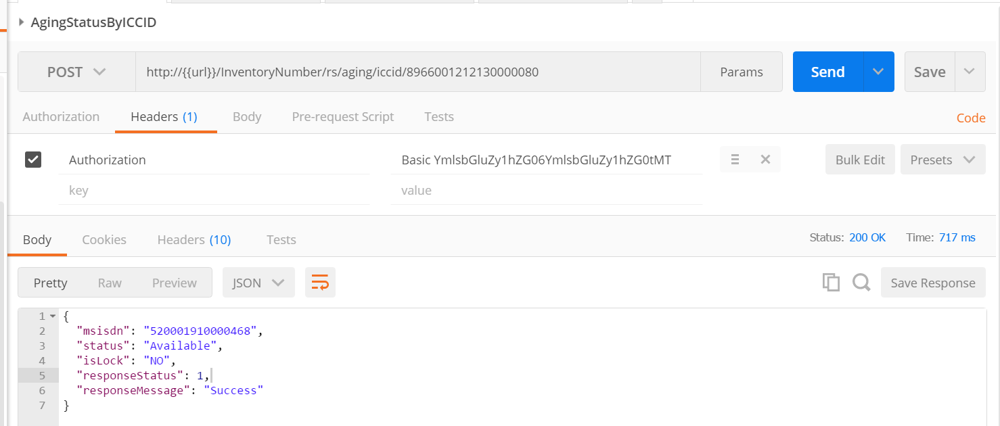 AgingStatusByICCID
POST http://{{url}}/InventoryNumber/rs/aging/iccid/8966001212130000080 Params Send Save
Authorization Headers (1) Body Pre-request Script Tests Code
Authorization Basic YmlsbGluZy1hZG06YmlsbGluZy1hZG0tMT Bulk Edit Presets
key value
Body Cookies Headers (10) Tests Status: 200 OK Time: 717 ms
Pretty Raw Preview JSON Save Response
1 {
2 "msisdn": "520001910000468",
3 "status": "Available",
4 "isLock": "NO",
5 "responseStatus": 1,
6 "responseMessage": "Success"
7 }